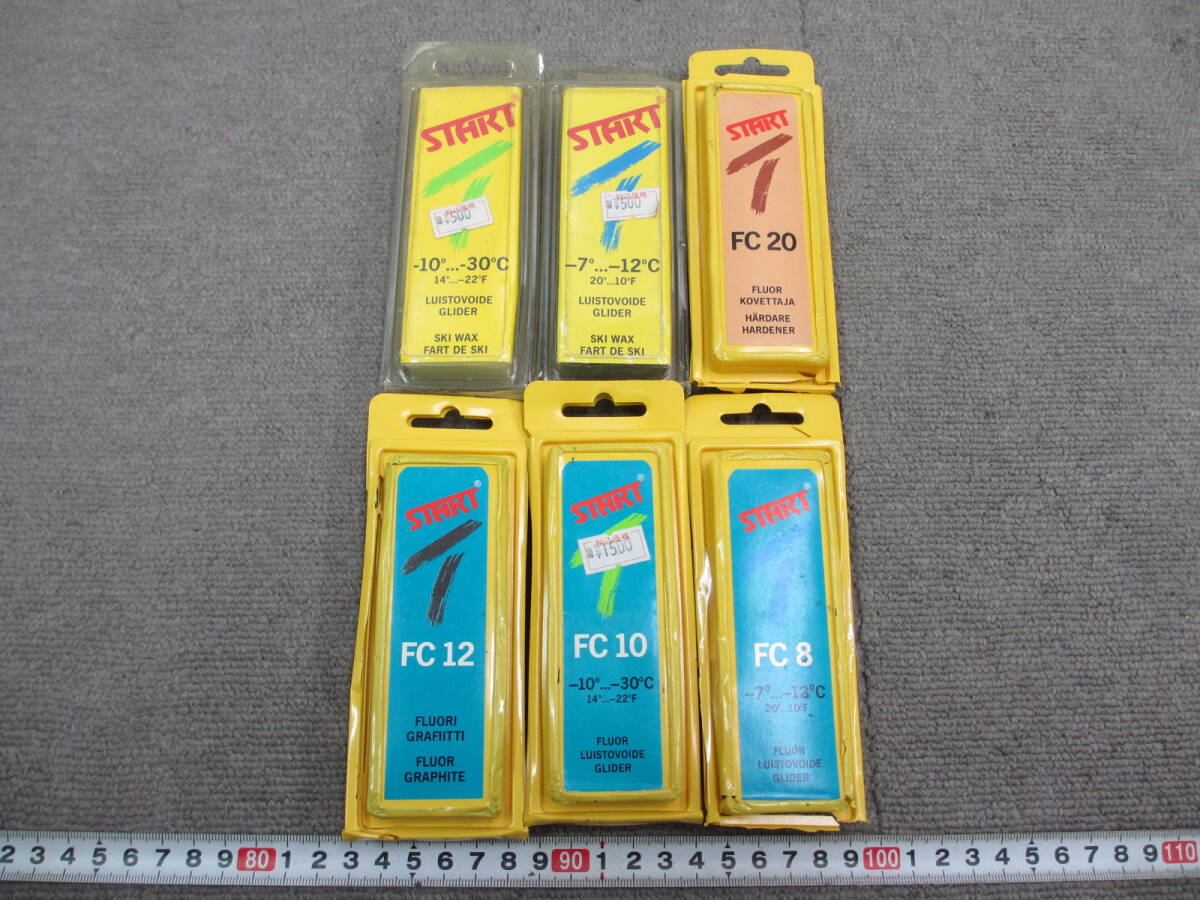 START®
-10°...-30°C
14°...-22°F
LUISTOVOIDE
GLIDER
SKI WAX
FART DE SKI
START®
-7°...-12°C
20°...10°F
LUISTOVOIDE
GLIDER
SKI WAX
FART DE SKI
START
FC 20
FLUOR
KOVETTAJA
HÄRDARE
HARDENER
¥500
¥500
START®
FC 12
FLUORI
GRAFIITTI
FLUOR
GRAPHITE
START®
税込価格
¥1500
FC 10
-10°...-30°C
14°...-22°F
FLUOR
LUISTOVOIDE
GLIDER
START®
FC 8
-7°...-12°C
20°...10°F
FLUOR
LUISTOVOIDE
GLIDER
2 3 4 5 6 7 8 9 80 1 2 3 4 5 6 7 8 9 90 1 2 3 4 5 6 7 8 9 100 1 2 3 4 5 6 7 8 9 110